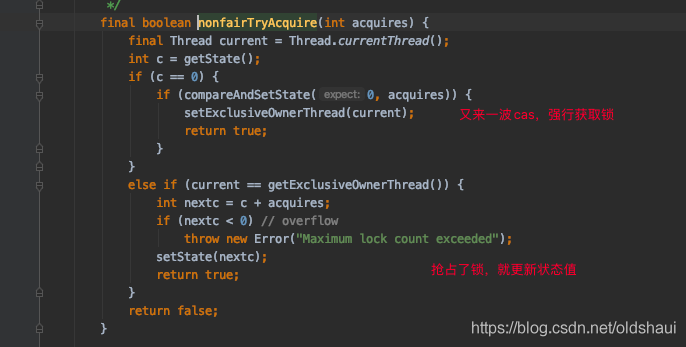 */
final boolean nonfairTryAcquire(int acquires) {
final Thread current = Thread.currentThread();
int c = getState();
if (c == 0) {
if (compareAndSetState( expect: 0, acquires)) {
setExclusiveOwnerThread(current); 又来一波cas，强行获取锁
return true;
}
}
else if (current == getExclusiveOwnerThread()) {
int nextc = c + acquires;
if (nextc < 0) // overflow
throw new Error("Maximum lock count exceeded");
setState(nextc);
return true; 抢占了锁，就更新状态值
}
return false;
}
https://blog.csdn.net/oldshaui